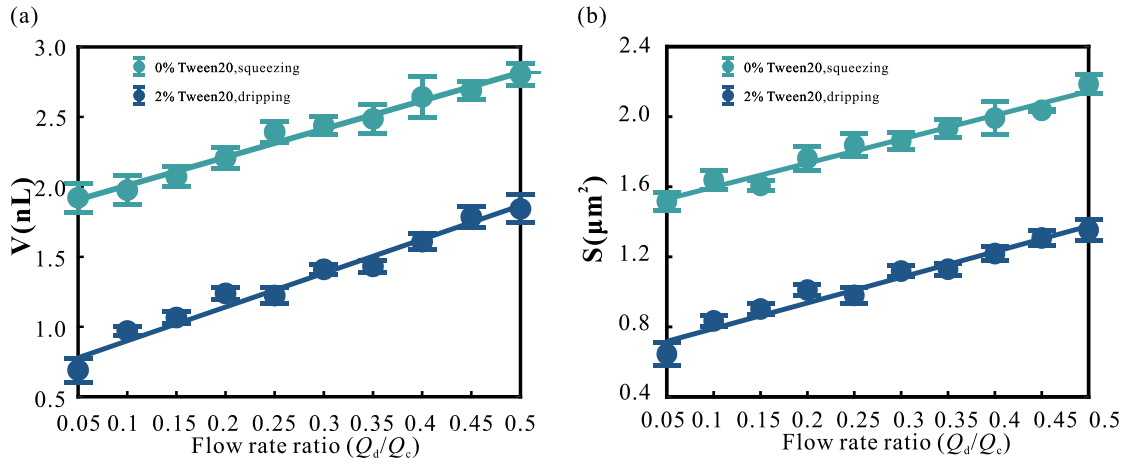 (a)
V(nL)
3.0
2.5
2.0
1.5
1.0
0.5
0% Tween20,squeezing
2% Tween20,dripping
0.05 0.1 0.15 0.2 0.25 0.3 0.35 0.4 0.45 0.5
Flow rate ratio (Qd/Qc)
(b)
S(μm²)
2.4
2.0
1.6
1.2
0.8
0.4
0% Tween20,squeezing
2% Tween20,dripping
0.05 0.1 0.15 0.2 0.25 0.3 0.35 0.4 0.45 0.5
Flow rate ratio (Qd/Qc)